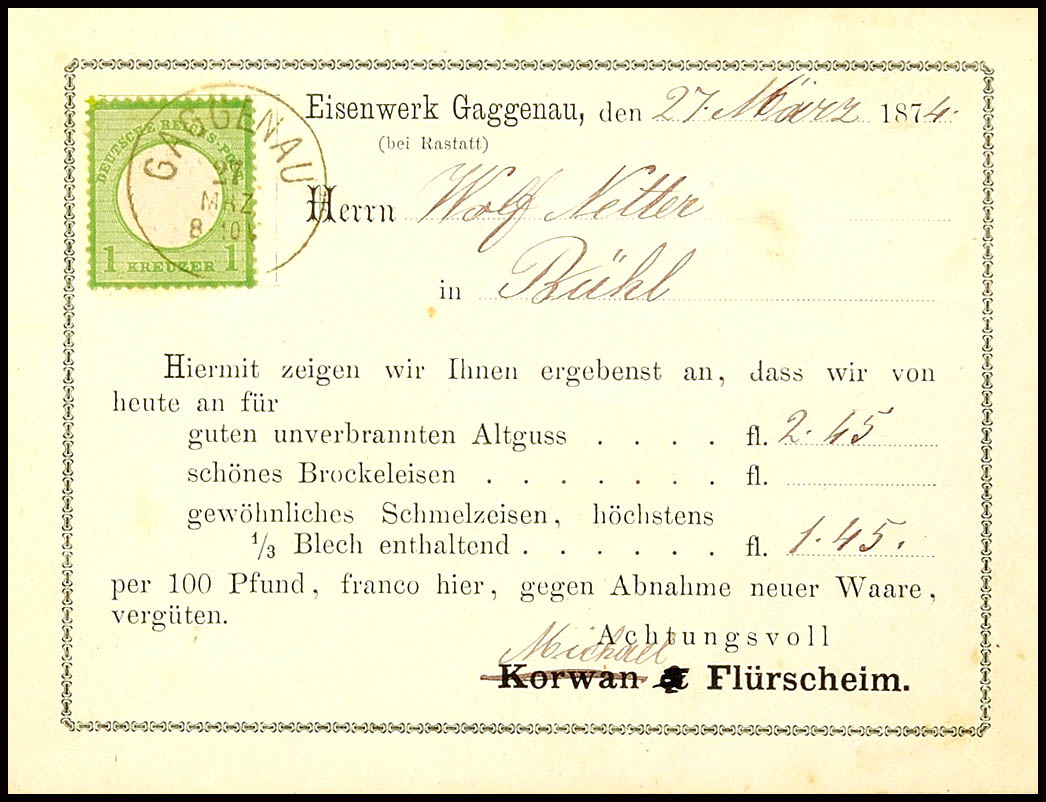 Eisenwerk Gaggenau, den 27. März 1874.
(bei Rastatt)
DEUTSCHE REICHS-POST
1 KREUZER 1
GAGGENAU
27
MRZ
Herrn Wolf Netter
in Bühl
Hiermit zeigen wir Ihnen ergebenst an, dass wir von
heute an für
guten unverbrannten Altguss . . . . fl. 2.45
schönes Brockeleisen . . . . . . . fl.
gewöhnliches Schmelzeisen, höchstens
1/3 Blech enthaltend . . . . . . fl. 1.45.
per 100 Pfund, franco hier, gegen Abnahme neuer Waare,
vergüten.
Achtungsvoll
Michael
Korwan & Flürscheim.